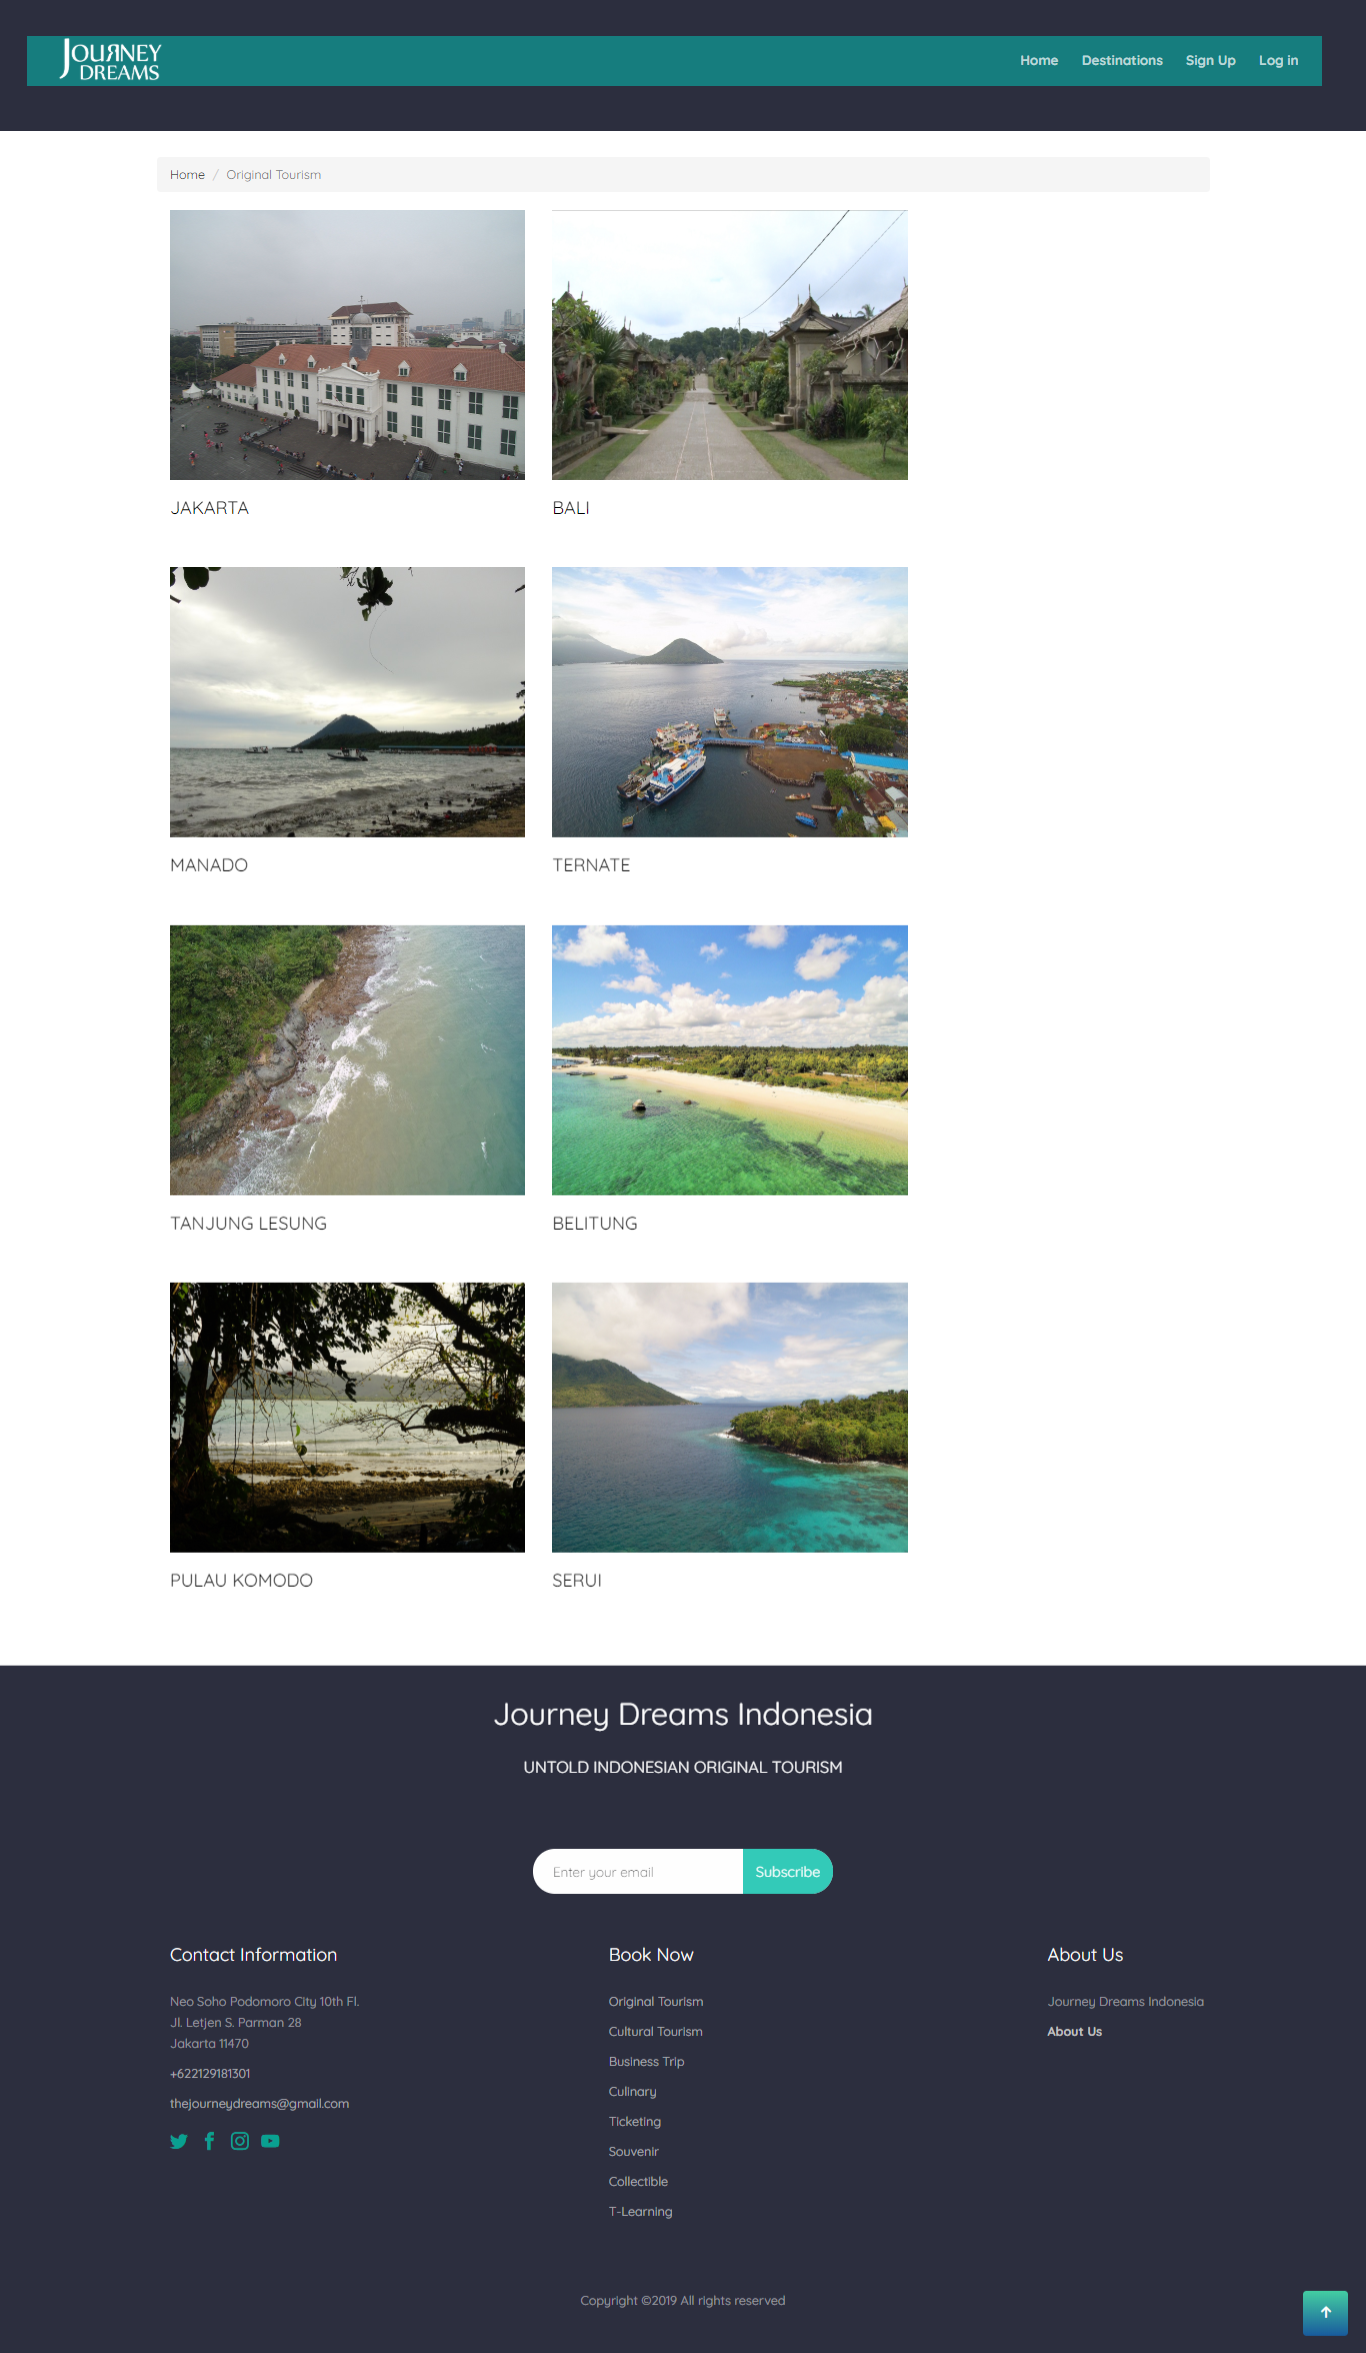 JOURNEY
DREAMS
Home Destinations Sign Up Log in
Home / Original Tourism
JAKARTA BALI
MANADO TERNATE
TANJUNG LESUNG BELITUNG
PULAU KOMODO SERUI
Journey Dreams Indonesia
UNTOLD INDONESIAN ORIGINAL TOURISM
Enter your email Subscribe
Contact Information
Neo Soho Podomoro City 10th Fl.
Jl. Letjen S. Parman 28
Jakarta 11470
+622129181301
thejourneydreams@gmail.com
Book Now
Original Tourism
Cultural Tourism
Business Trip
Culinary
Ticketing
Souvenir
Collectible
T-Learning
About Us
Journey Dreams Indonesia
About Us
Copyright ©2019 All rights reserved